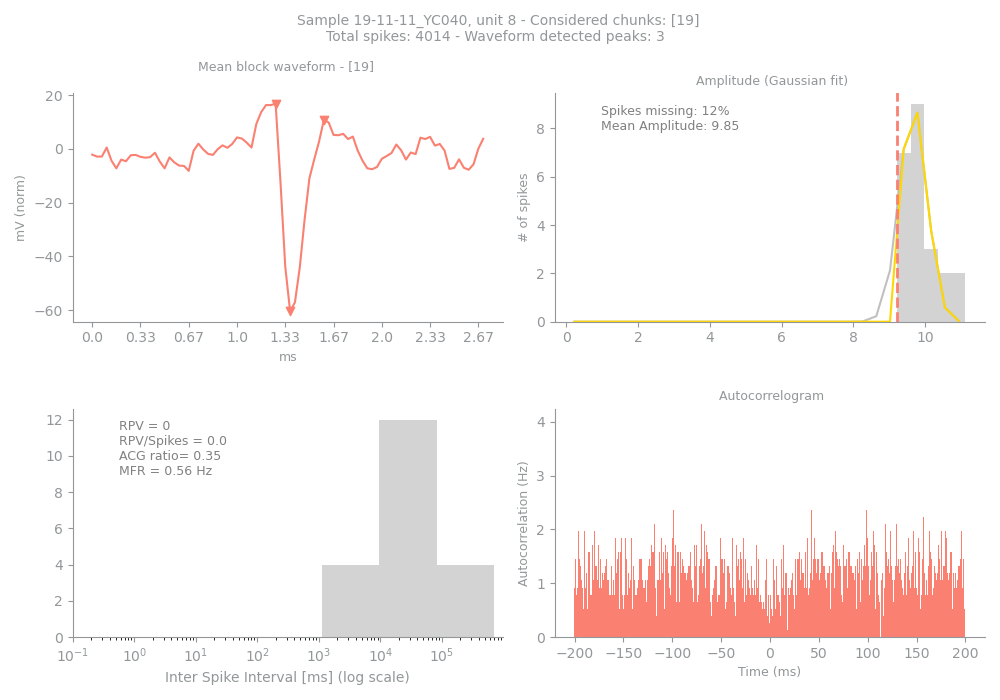 Sample 19-11-11_YC040, unit 8 - Considered chunks: [19]
Total spikes: 4014 - Waveform detected peaks: 3
Mean block waveform - [19]
20
0
−20
−40
−60
mV (norm)
0.0 0.33 0.67 1.0 1.33 1.67 2.0 2.33 2.67
ms
Amplitude (Gaussian fit)
Spikes missing: 12%
Mean Amplitude: 9.85
8
6
4
2
0
# of spikes
0 2 4 6 8 10
RPV = 0
RPV/Spikes = 0.0
ACG ratio= 0.35
MFR = 0.56 Hz
12
10
8
6
4
2
0
10⁻¹ 10⁰ 10¹ 10² 10³ 10⁴ 10⁵
Inter Spike Interval [ms] (log scale)
Autocorrelogram
4
3
2
1
0
Autocorrelation (Hz)
−200 −150 −100 −50 0 50 100 150 200
Time (ms)